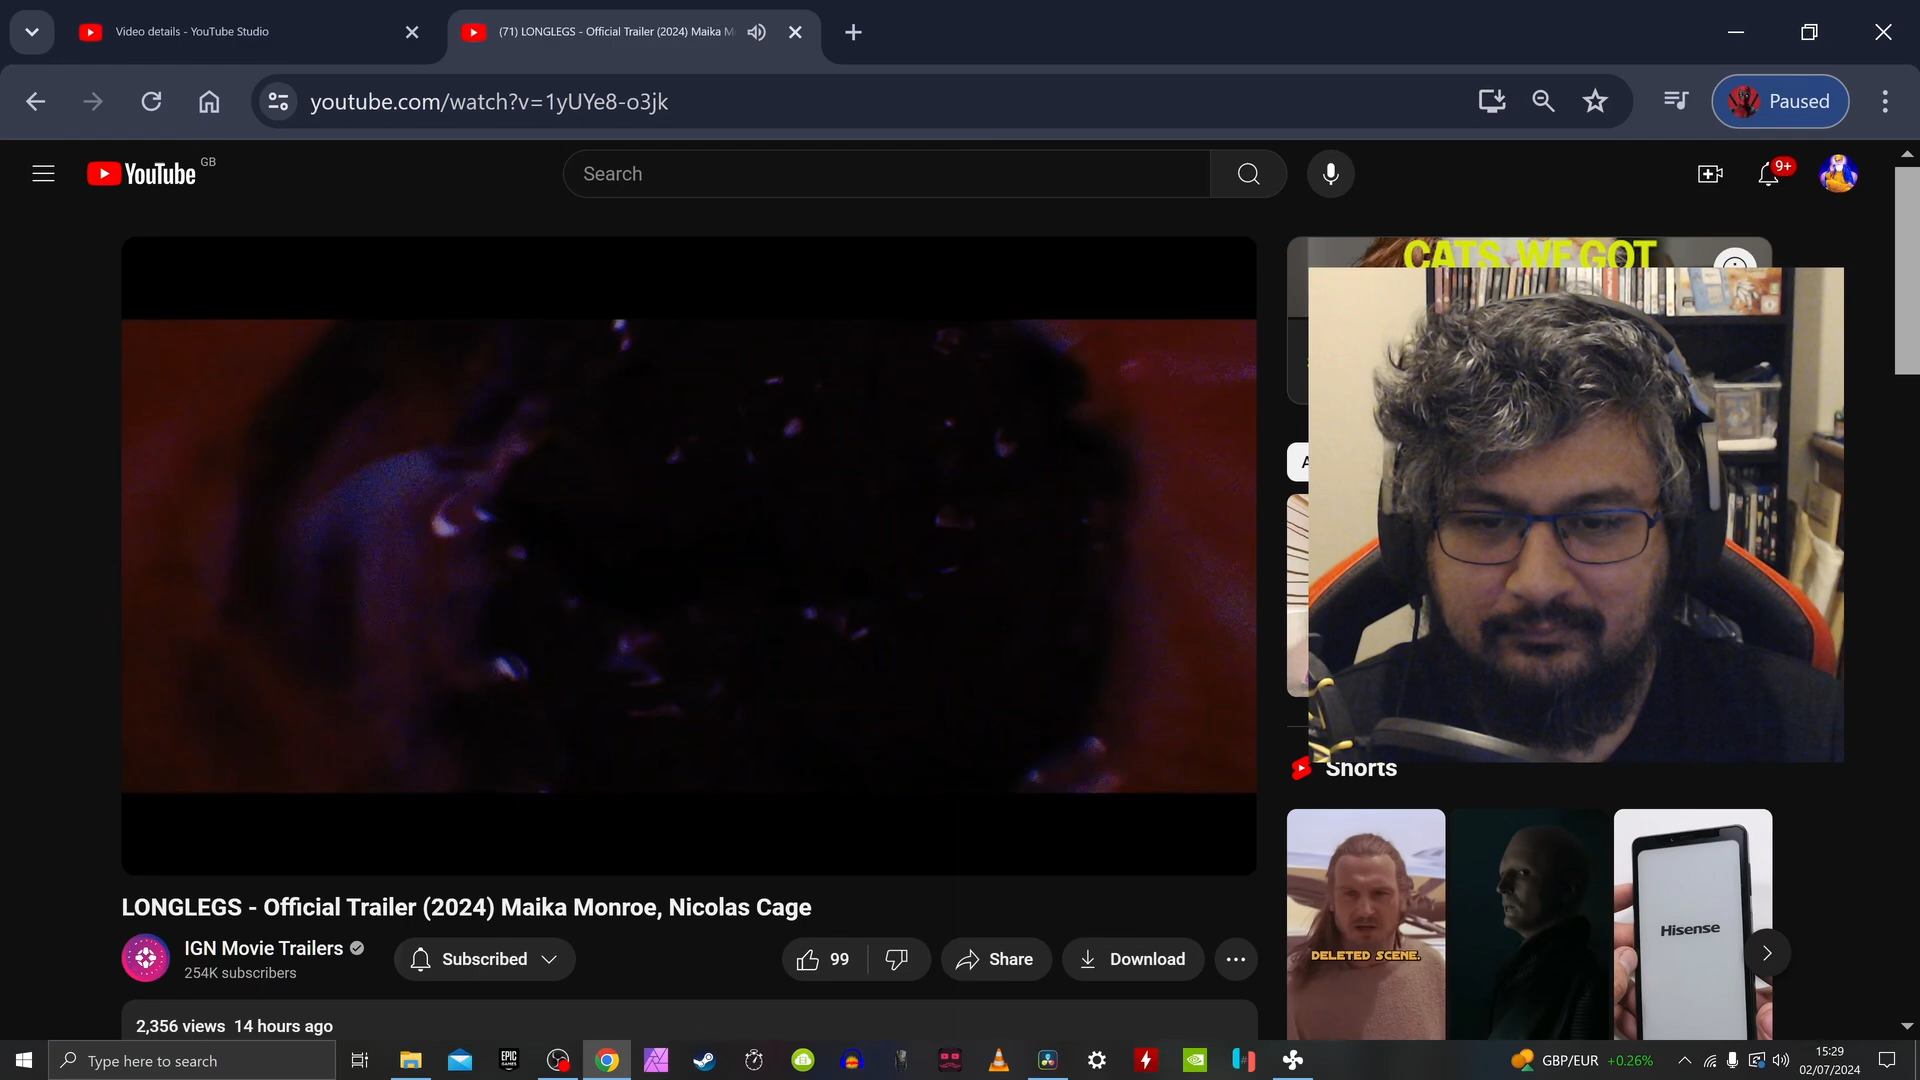 Video details - YouTube Studio
(71) LONGLEGS - Official Trailer (2024) Maika M
youtube.com/watch?v=1yUYe8-o3jk
Paused
YouTube
GB
Search
9+
CATS, WE GOT
Hisense
DELETED SCENE.
Shorts
LONGLEGS - Official Trailer (2024) Maika Monroe, Nicolas Cage
IGN Movie Trailers
254K subscribers
Subscribed
99
Share
Download
2,356 views 14 hours ago
Type here to search
EPIC GAMES
GBP/EUR +0.26%
15:29
02/07/2024